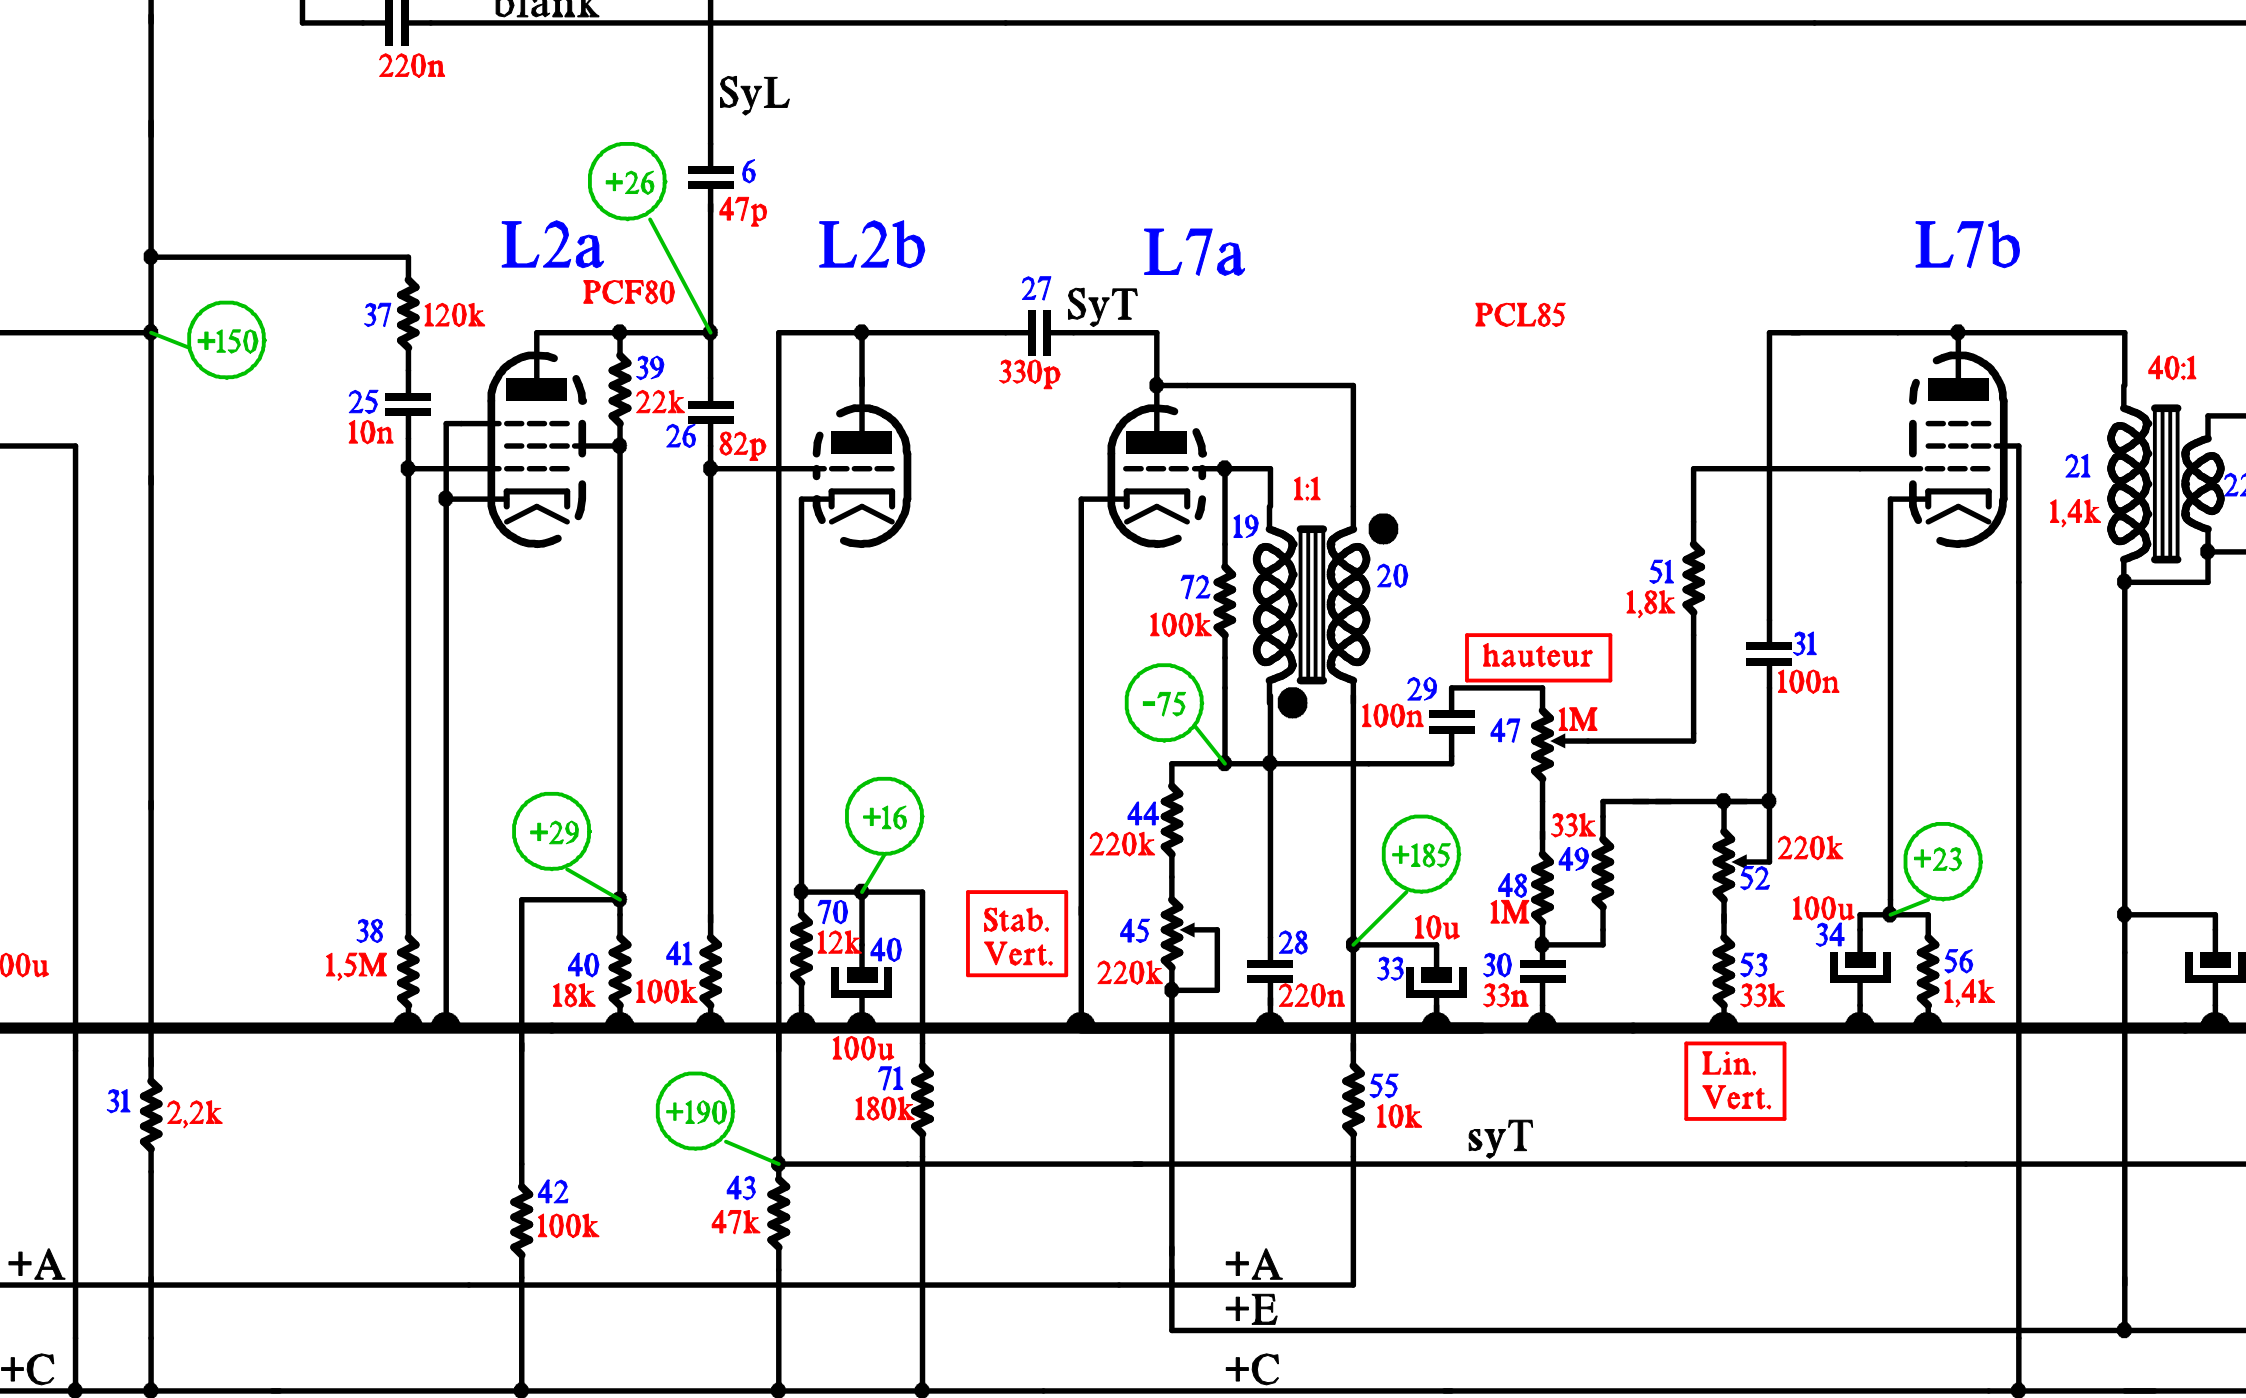 blank
220n
SyL
+26
6
47p
L2a
L2b
L7a
L7b
PCF80
27
SyT
330p
PCL85
37
120k
+150
39
22k
40:1
25
10n
26
82p
21
1,4k
22
1:1
19
20
72
100k
51
1,8k
hauteur
31
100n
-75
29
100n
47
1M
+29
+16
44
220k
33k
49
48
1M
+185
220k
52
+23
Stab.
Vert.
45
220k
70
12k
40
38
1,5M
40
18k
41
100k
28
220n
10u
33
30
33n
53
33k
100u
34
56
1,4k
00u
100u
71
180k
55
10k
Lin.
Vert.
31
2,2k
+190
syT
42
100k
43
47k
+A
+A
+E
+C
+C